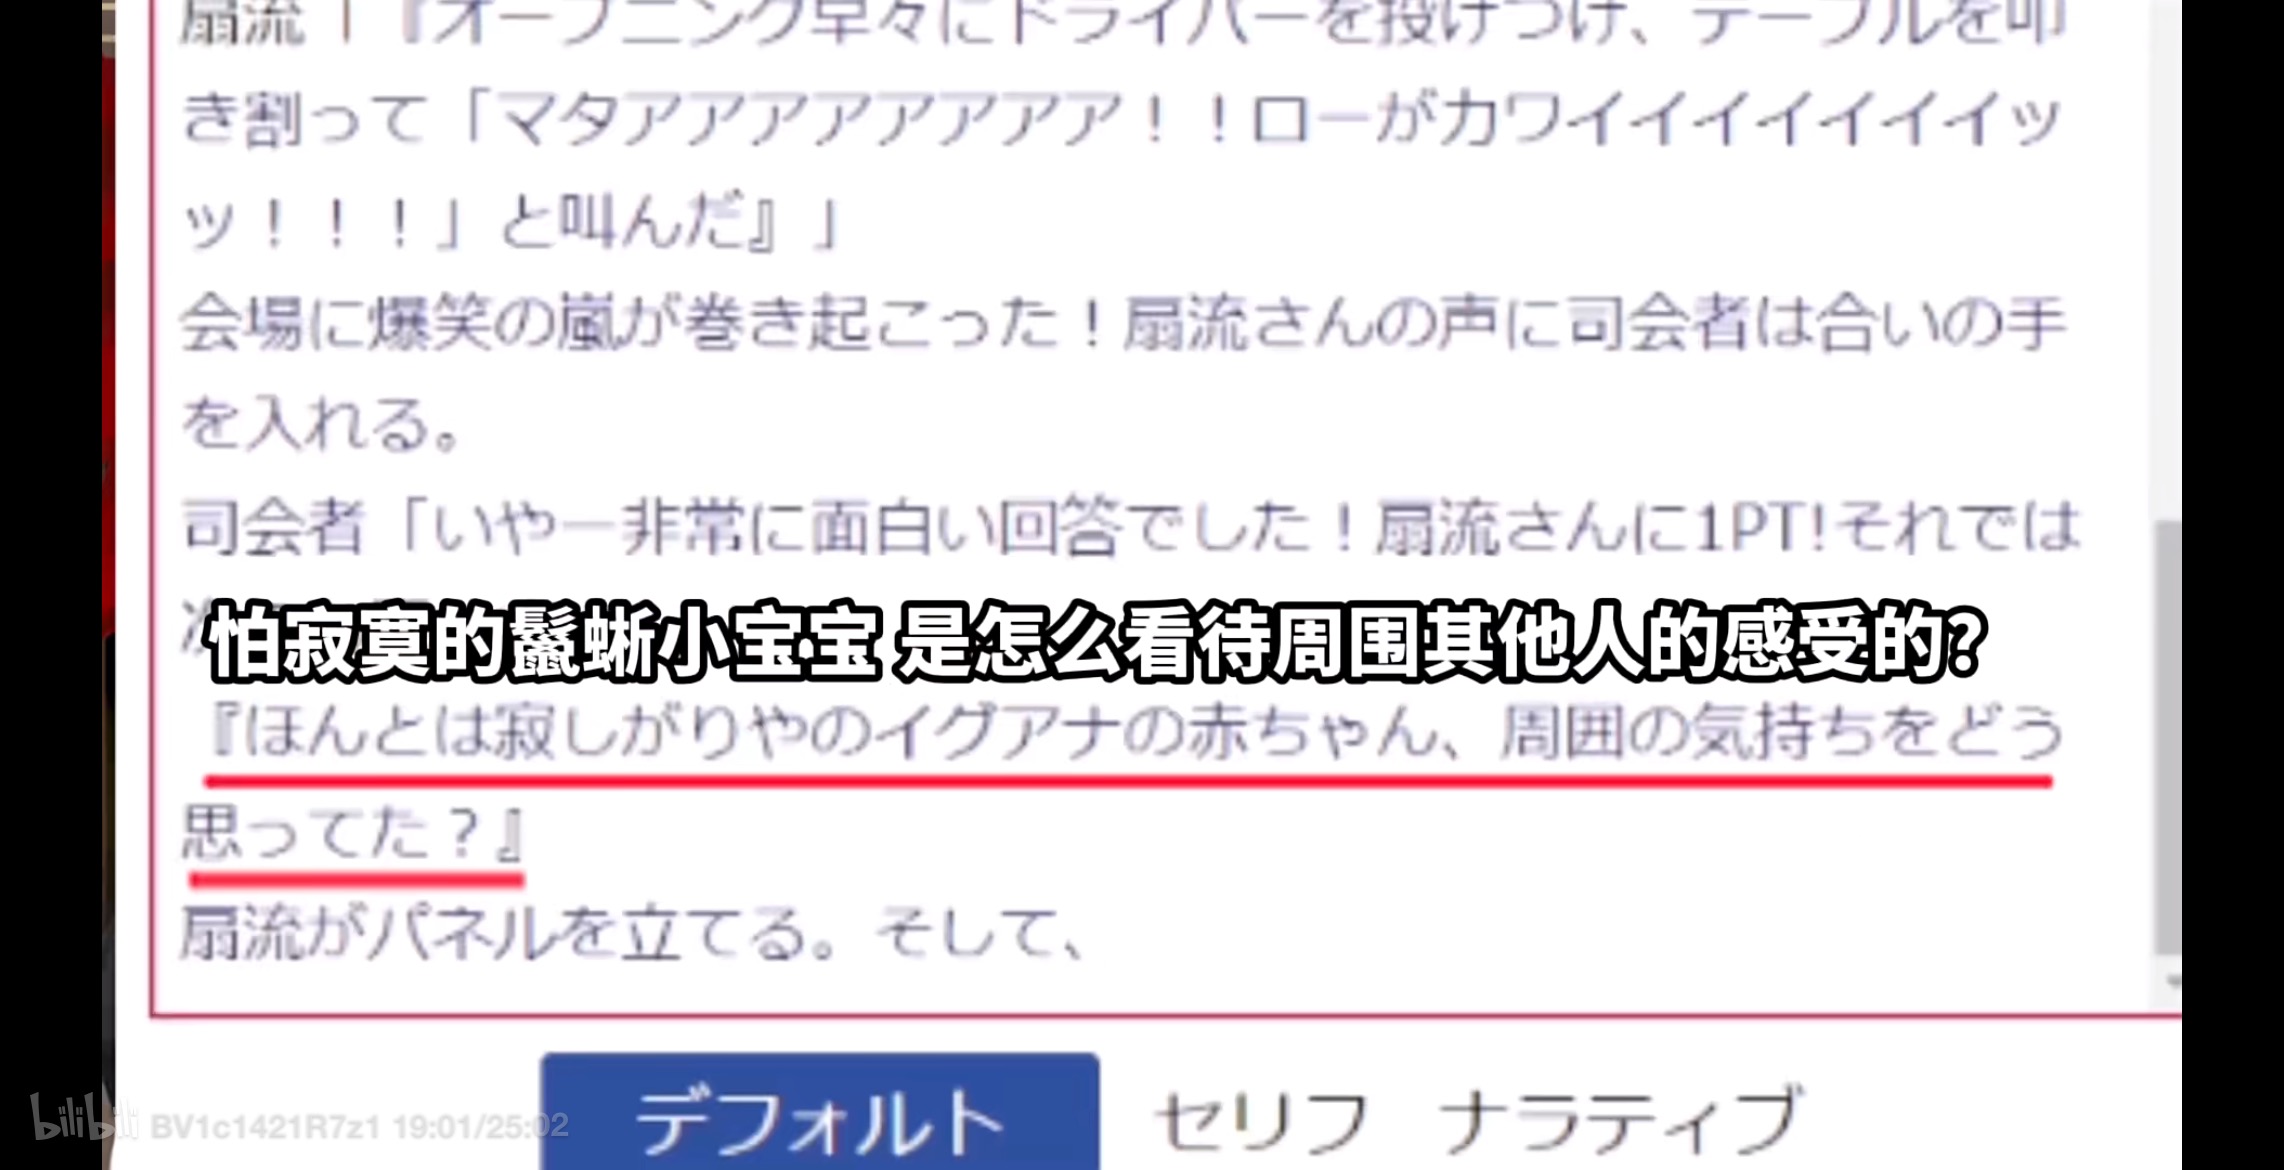 扇流「『オープニング早々にドライバーを投げつけ、テーブルを叩
き割って「マタアアアアアアアア！！ローがカワイイイイイイイッ
ッ！！！」と叫んだ』」
会場に爆笑の嵐が巻き起こった！扇流さんの声に司会者は合いの手
を入れる。
司会者「いやー非常に面白い回答でした！扇流さんに1PT!それでは
怕寂寞的鬣蜥小宝宝 是怎么看待周围其他人的感受的?
『ほんとは寂しがりやのイグアナの赤ちゃん、周囲の気持ちをどう
思ってた？』
扇流がパネルを立てる。そして、
デフォルト セリフ ナラティブ
bilibili BV1c1421R7z1 19:01/25:02